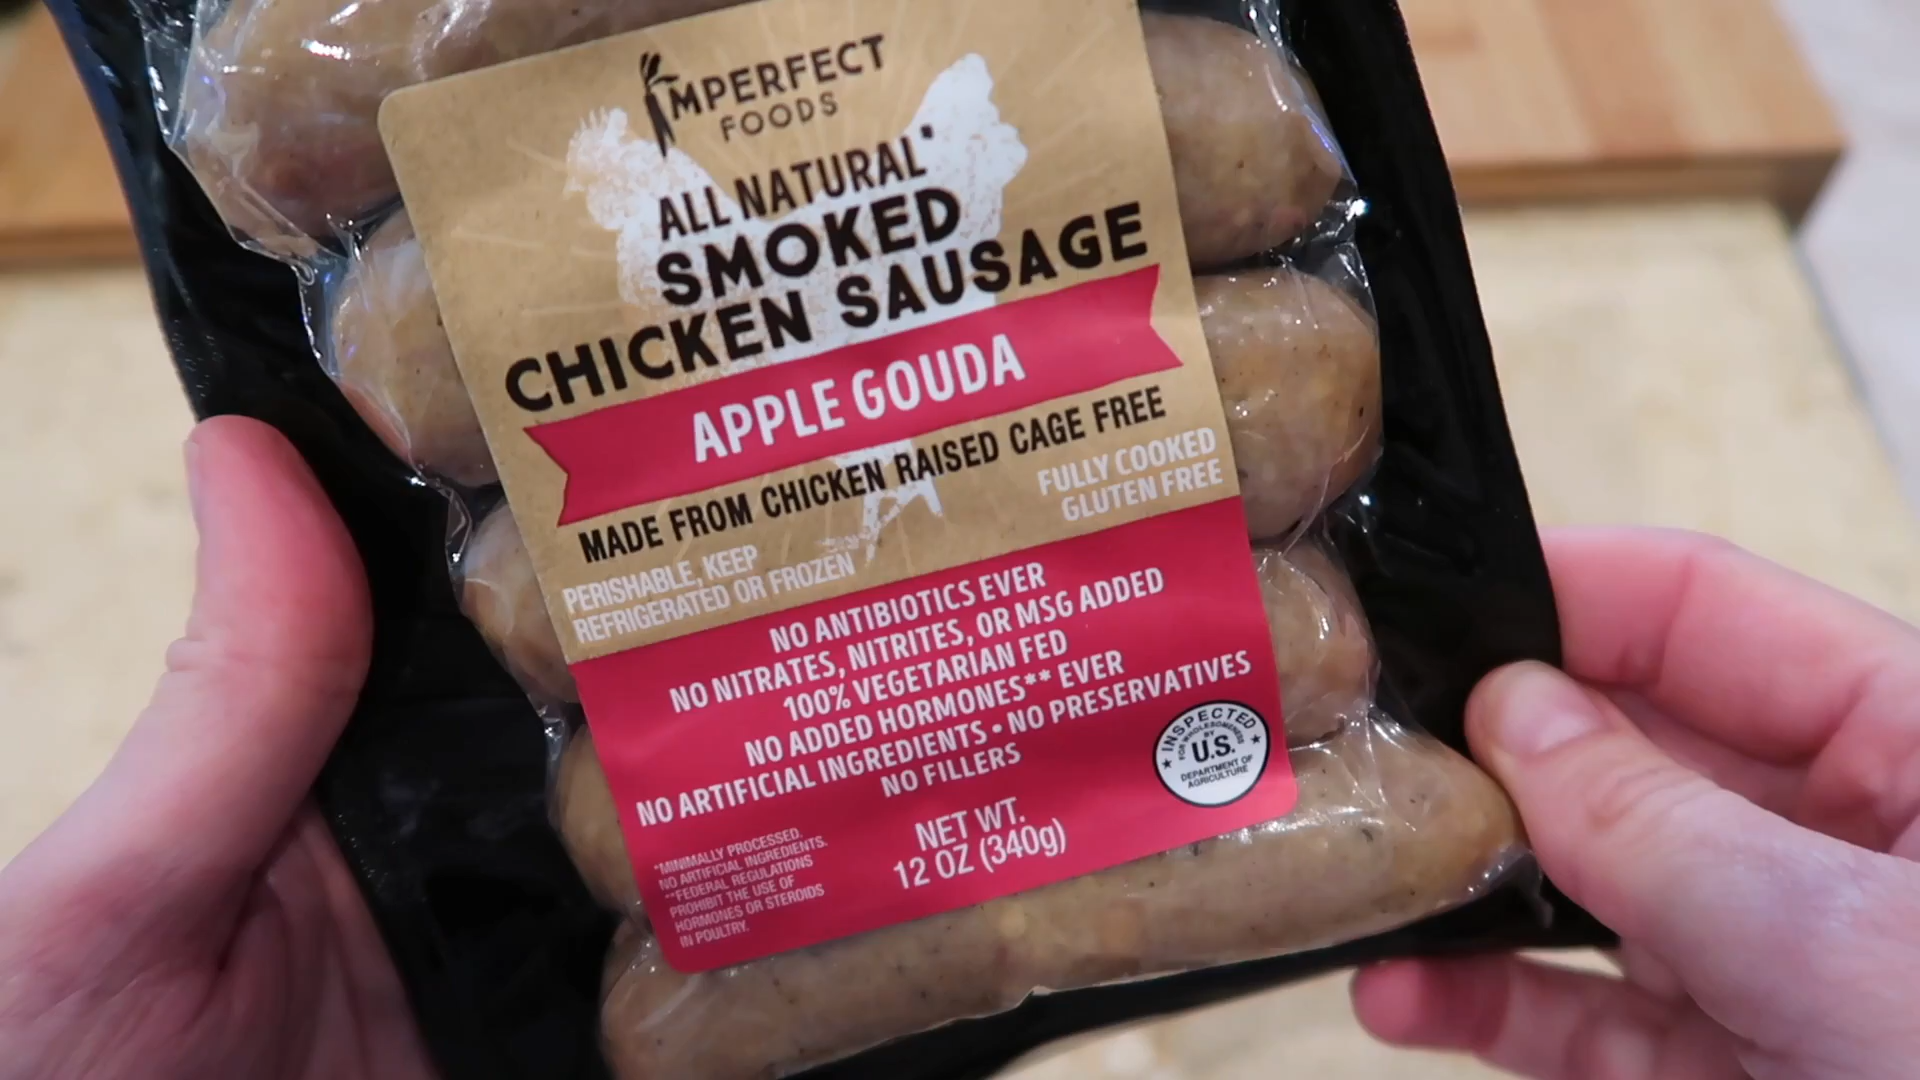 IMPERFECT
FOODS
ALL NATURAL*
SMOKED
CHICKEN SAUSAGE
APPLE GOUDA
MADE FROM CHICKEN RAISED CAGE FREE
FULLY COOKED
GLUTEN FREE
PERISHABLE, KEEP
REFRIGERATED OR FROZEN
NO ANTIBIOTICS EVER
NO NITRATES, NITRITES, OR MSG ADDED
100% VEGETARIAN FED
NO ADDED HORMONES** EVER
NO ARTIFICIAL INGREDIENTS • NO PRESERVATIVES
NO FILLERS
INSPECTED
FOR WHOLESOMENESS
BY
U.S.
DEPARTMENT OF
AGRICULTURE
NET WT.
12 OZ (340g)
*MINIMALLY PROCESSED.
NO ARTIFICIAL INGREDIENTS.
**FEDERAL REGULATIONS
PROHIBIT THE USE OF
HORMONES OR STEROIDS
IN POULTRY.